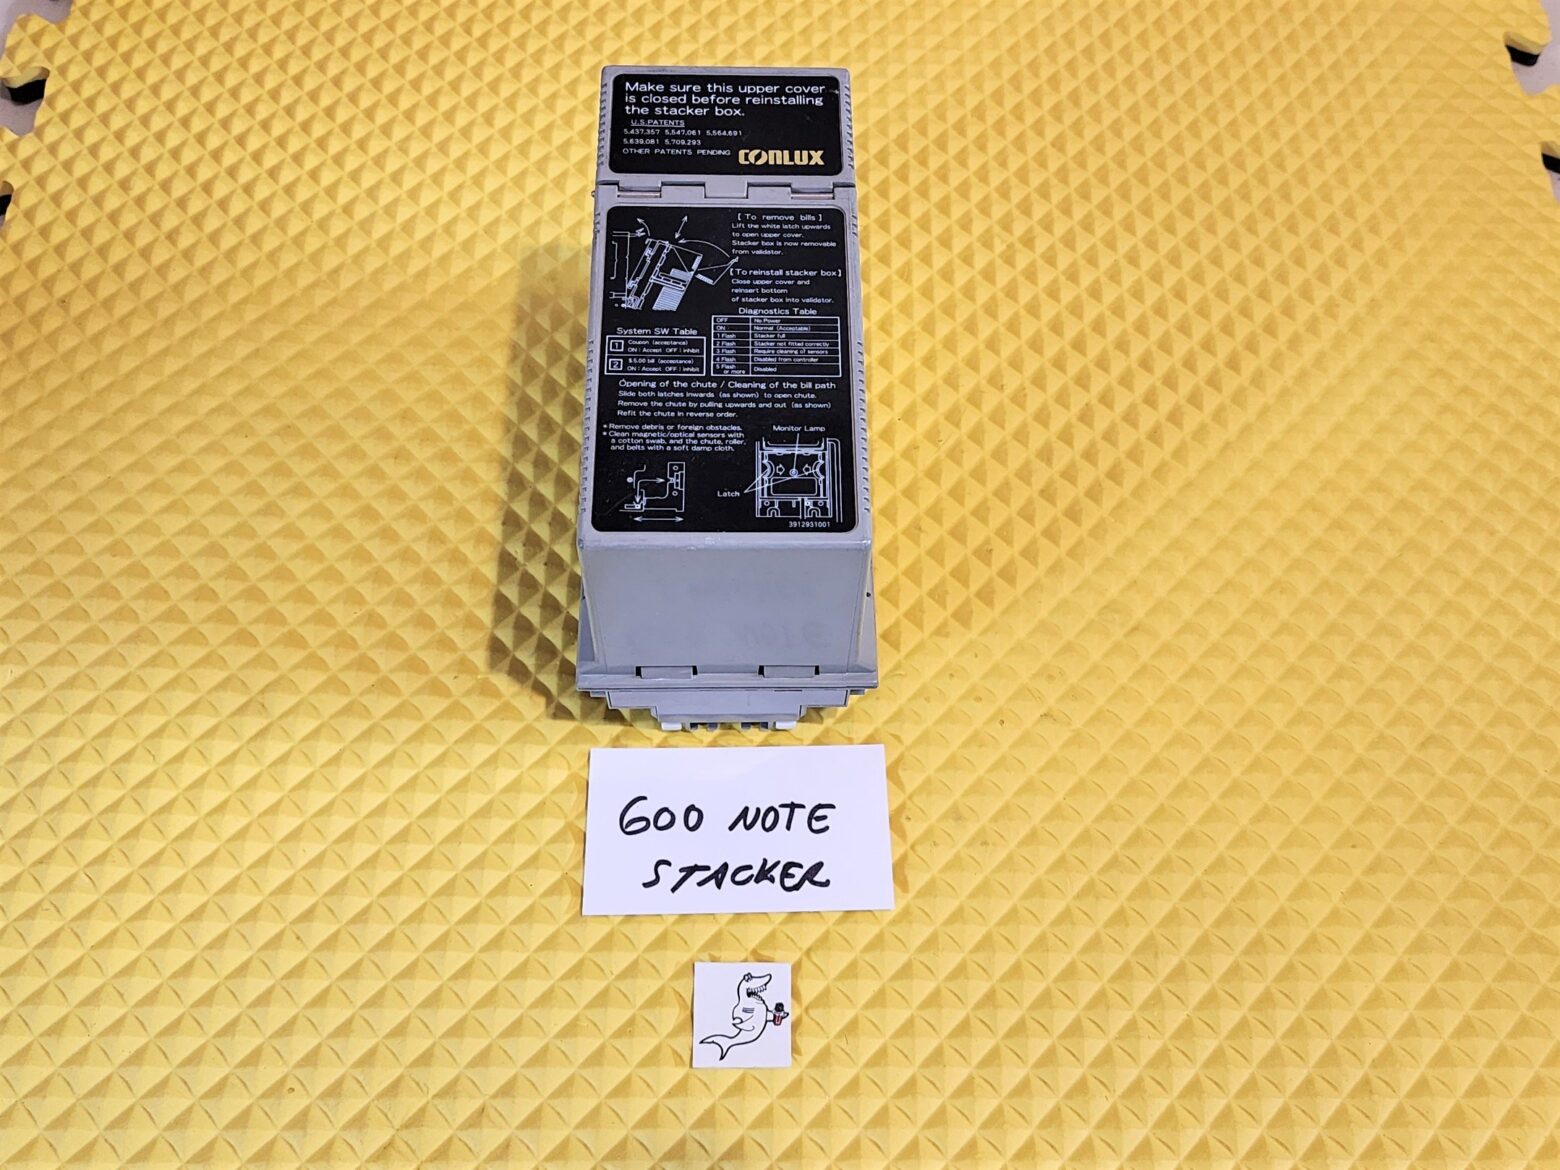 Make sure this upper cover
is closed before reinstalling
the stacker box.
U.S.PATENTS
5,437,357 5,547,061 5,564,691
5,639,081 5,709,293
OTHER PATENTS PENDING
CONLUX
[ To remove bills ]
Lift the white latch upwards
to open upper cover.
Stacker box is now removable
from validator.
[To reinstall stacker box]
Close upper cover and
reinsert bottom
of stacker box into validator.
Diagnostics Table
OFF No Power
ON Normal (Acceptable)
1 Flash Stacker full
2 Flash Stacker not fitted correctly
3 Flash Require cleaning of sensors
4 Flash Disabled from controller
5 Flash or more Disabled
System SW Table
1 Coupon (acceptance)
ON : Accept OFF : Inhibit
2 $5.00 bill (acceptance)
ON : Accept OFF : Inhibit
Opening of the chute / Cleaning of the bill path
Slide both latches inwards (as shown) to open chute.
Remove the chute by pulling upwards and out (as shown)
Refit the chute in reverse order.
* Remove debris or foreign obstacles.
* Clean magnetic/optical sensors with
a cotton swab, and the chute, roller,
and belts with a soft damp cloth.
Monitor Lamp
Latch
3912931001
600 NOTE
STACKER